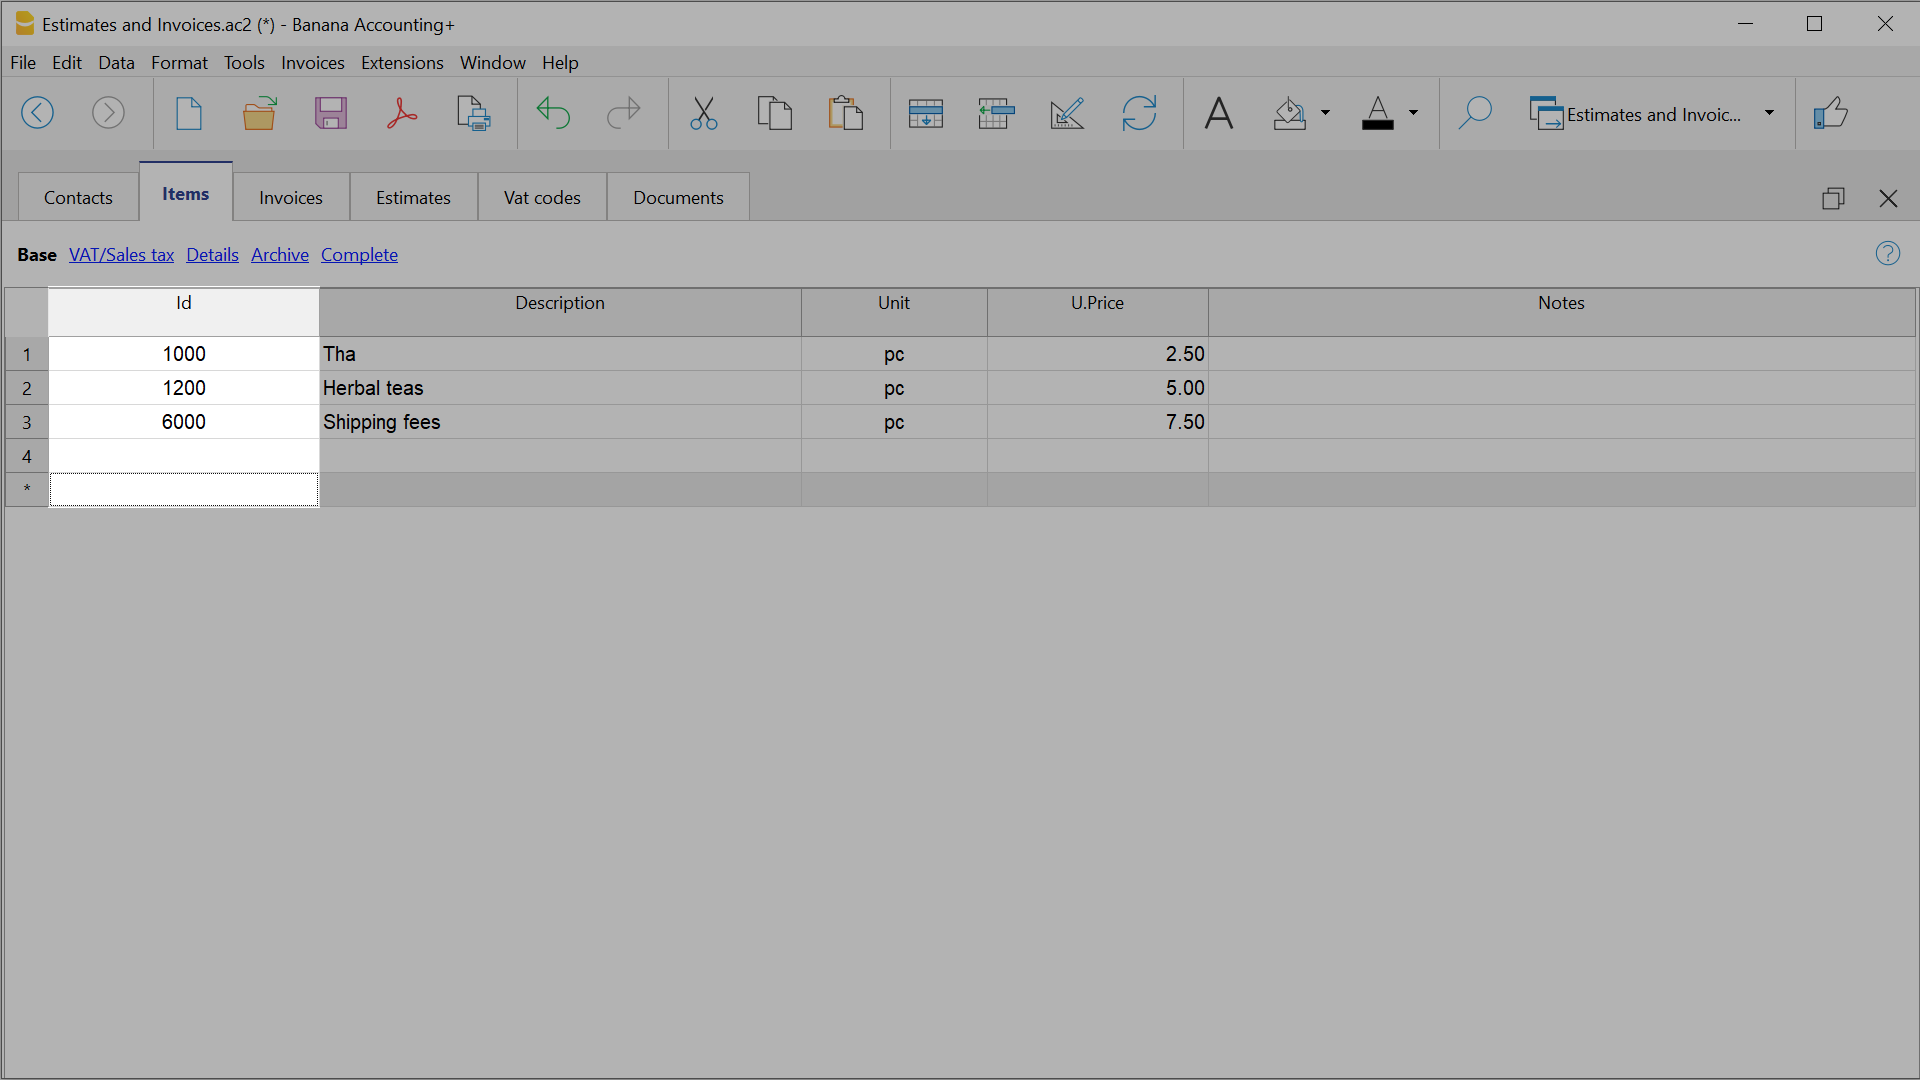 Estimates and Invoices.ac2 (*) - Banana Accounting+
File Edit Data Format Tools Invoices Extensions Window Help
A A Estimates and Invoic...
Contacts Items Invoices Estimates Vat codes Documents
Base VAT/Sales tax Details Archive Complete ?
Id Description Unit U.Price Notes
1 1000 Tha pc 2.50
2 1200 Herbal teas pc 5.00
3 6000 Shipping fees pc 7.50
4
*